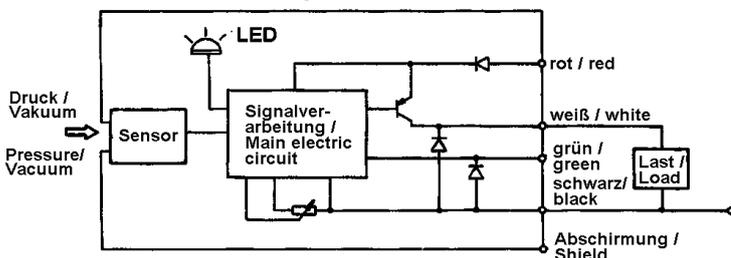 LED
rot / red
Druck /
Vakuum
Sensor
Pressure/
Vacuum
Signalver-
arbeitung /
Main electric
circuit
weiß / white
grün /
green
schwarz/
black
Last /
Load
Abschirmung /
Shield